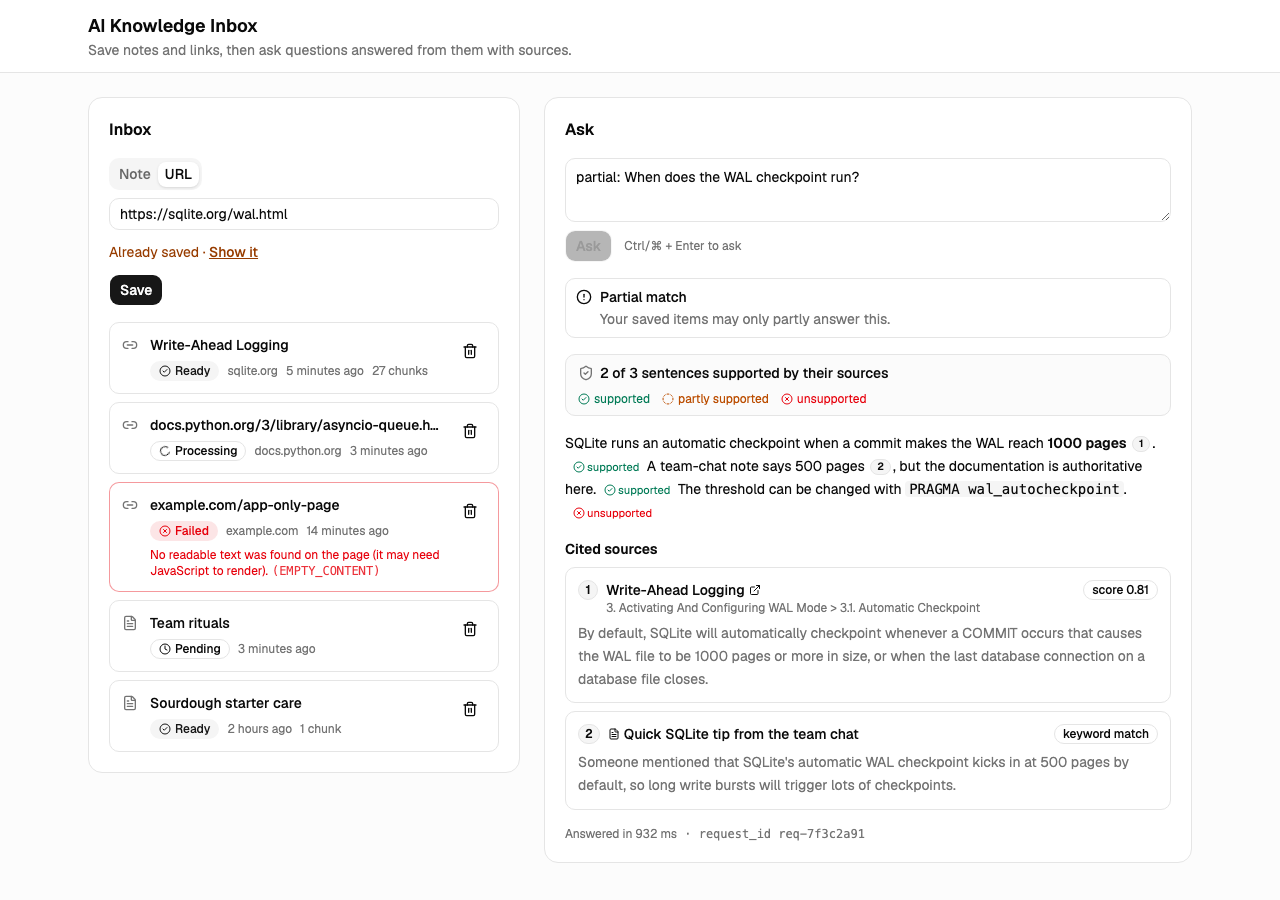 AI Knowledge Inbox
Save notes and links, then ask questions answered from them with sources.
Inbox
Note URL
https://sqlite.org/wal.html
Already saved · Show it
Save
Write-Ahead Logging
Ready sqlite.org 5 minutes ago 27 chunks
docs.python.org/3/library/asyncio-queue.h…
Processing docs.python.org 3 minutes ago
example.com/app-only-page
Failed example.com 14 minutes ago
No readable text was found on the page (it may need
JavaScript to render). (EMPTY_CONTENT)
Team rituals
Pending 3 minutes ago
Sourdough starter care
Ready 2 hours ago 1 chunk
Ask
partial: When does the WAL checkpoint run?
Ask Ctrl/⌘ + Enter to ask
Partial match
Your saved items may only partly answer this.
2 of 3 sentences supported by their sources
supported partly supported unsupported
SQLite runs an automatic checkpoint when a commit makes the WAL reach 1000 pages 1 .
supported A team-chat note says 500 pages 2 , but the documentation is authoritative
here. supported The threshold can be changed with PRAGMA wal_autocheckpoint.
unsupported
Cited sources
1 Write-Ahead Logging score 0.81
3. Activating And Configuring WAL Mode > 3.1. Automatic Checkpoint
By default, SQLite will automatically checkpoint whenever a COMMIT occurs that causes
the WAL file to be 1000 pages or more in size, or when the last database connection on a
database file closes.
2 Quick SQLite tip from the team chat keyword match
Someone mentioned that SQLite's automatic WAL checkpoint kicks in at 500 pages by
default, so long write bursts will trigger lots of checkpoints.
Answered in 932 ms · request_id req-7f3c2a91